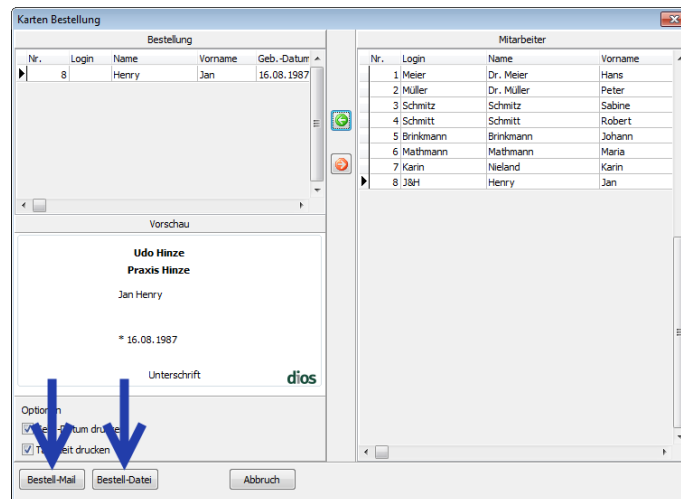 Karten Bestellung
Bestellung
Nr. Login Name Vorname Geb.-Datum
8 Henry Jan 16.08.1987
Vorschau
Udo Hinze
Praxis Hinze
Jan Henry
* 16.08.1987
Unterschrift
dios
Optionen
drucken
drucken
Bestell-Mail Bestell-Datei Abbruch
Mitarbeiter
Nr. Login Name Vorname
1 Meier Dr. Meier Hans
2 Müller Dr. Müller Peter
3 Schmitz Schmitz Sabine
4 Schmitt Schmitt Robert
5 Brinkmann Brinkmann Johann
6 Mathmann Mathmann Maria
7 Karin Nieland Karin
8 J&H Henry Jan